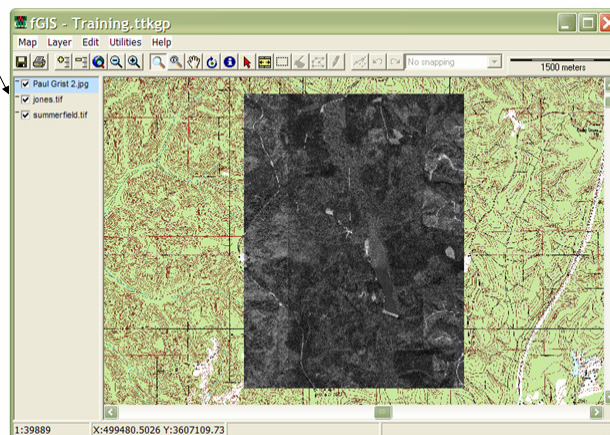 fGIS - Training.ttkgp
Map Layer Edit Utilities Help
No snapping
1500 meters
Paul Grist 2.jpg
jones.tif
summerfield.tif
1:39889 X:499480.5026 Y:3607109.73